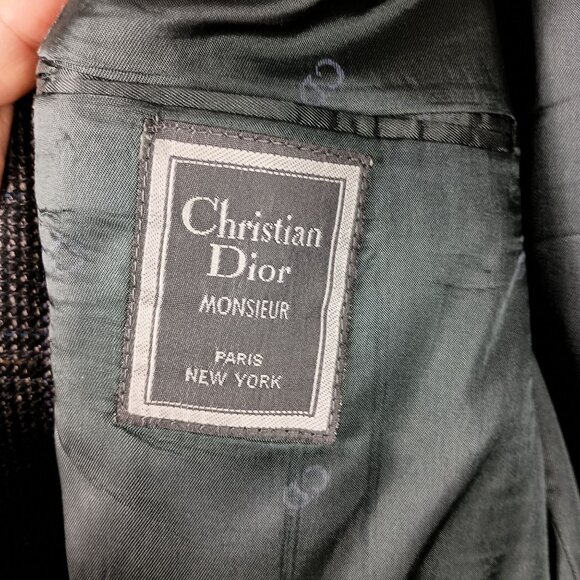 Christian
Dior
MONSIEUR
PARIS
NEW YORK